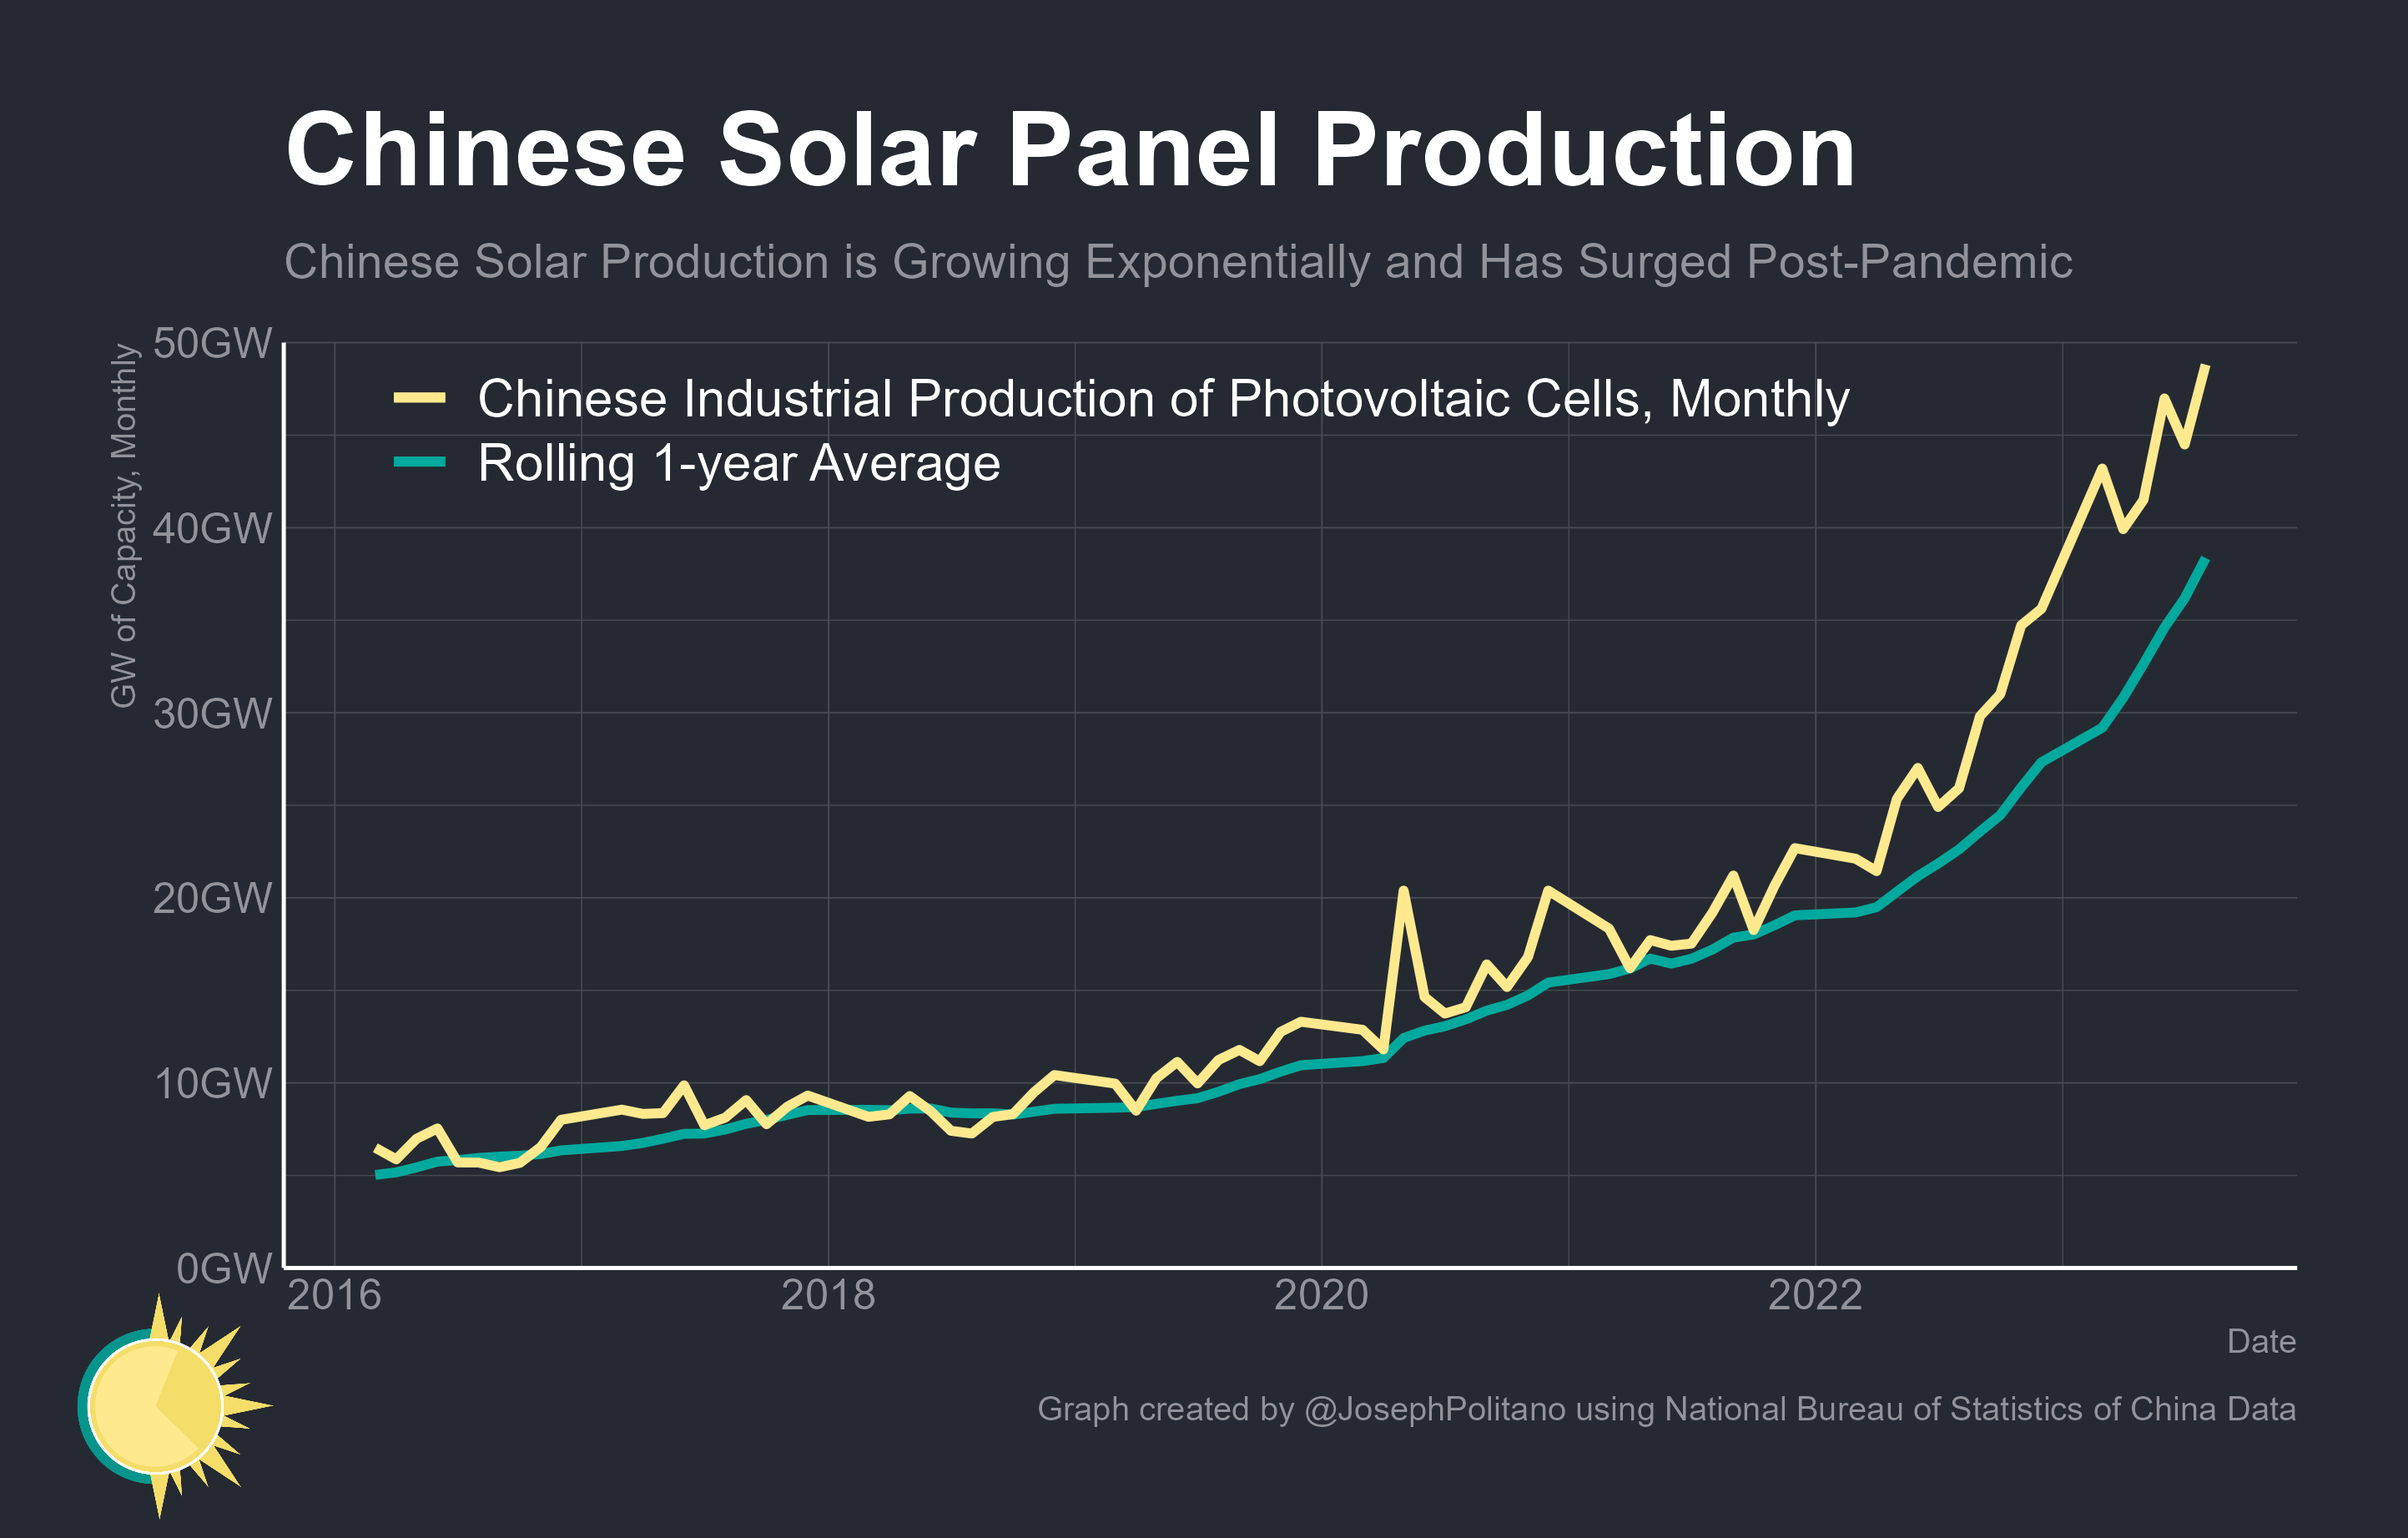 Chinese Solar Panel Production
Chinese Solar Production is Growing Exponentially and Has Surged Post-Pandemic
GW of Capacity, Monthly
50GW
40GW
30GW
20GW
10GW
0GW
Chinese Industrial Production of Photovoltaic Cells, Monthly
Rolling 1-year Average
2016 2018 2020 2022
Date
Graph created by @JosephPolitano using National Bureau of Statistics of China Data